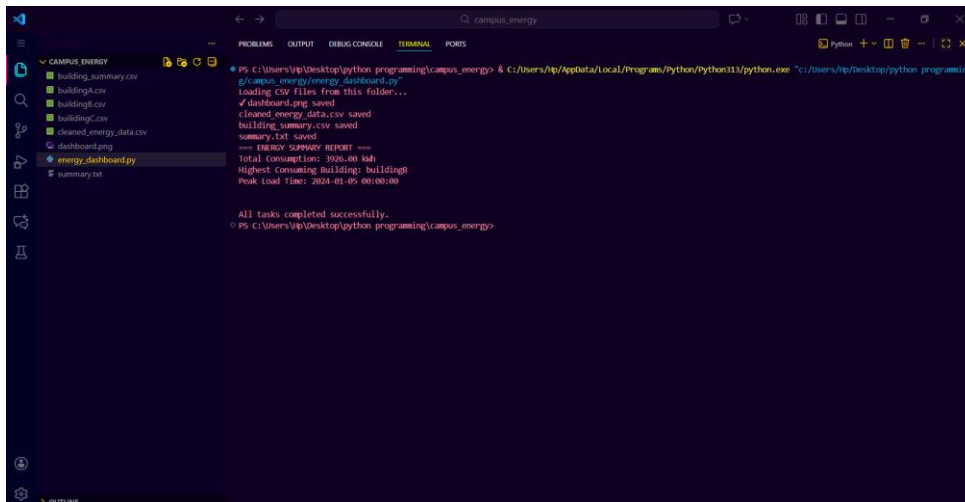 campus_energy
PROBLEMS OUTPUT DEBUG CONSOLE TERMINAL PORTS
Python
CAMPUS_ENERGY
building_summary.csv
buildingA.csv
buildingB.csv
builidingC.csv
cleaned_energy_data.csv
dashboard.png
energy_dashboard.py
summary.txt
PS C:\Users\Hp\Desktop\python programming\campus_energy> & C:/Users/Hp/AppData/Local/Programs/Python/Python313/python.exe "c:/Users/Hp/Desktop/python programmin
g/campus_energy/energy_dashboard.py"
Loading CSV files from this folder...
✓ dashboard.png saved
cleaned_energy_data.csv saved
building_summary.csv saved
summary.txt saved
=== ENERGY SUMMARY REPORT ===
Total Consumption: 3926.00 kWh
Highest Consuming Building: buildingB
Peak Load Time: 2024-01-05 00:00:00
All tasks completed successfully.
PS C:\Users\Hp\Desktop\python programming\campus_energy>
OUTLINE